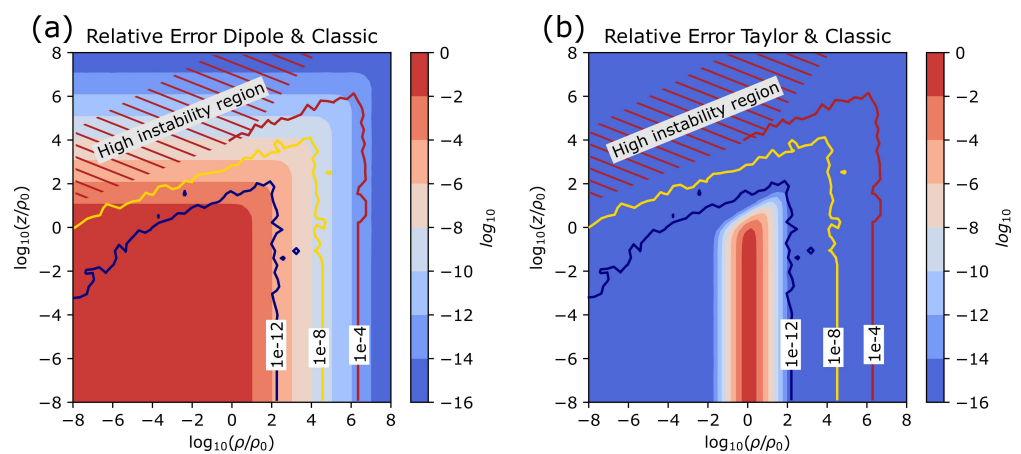 (a) Relative Error Dipole & Classic
8
6
4
2
0
−2
−4
−6
−8
log₁₀(z/ρ₀)
High instability region
1e-12
1e-8
1e-4
−8 −6 −4 −2 0 2 4 6 8
log₁₀(ρ/ρ₀)
0
−2
−4
−6
−8
−10
−12
−14
−16
log₁₀
(b) Relative Error Taylor & Classic
8
6
4
2
0
−2
−4
−6
−8
log₁₀(z/ρ₀)
High instability region
1e-12
1e-8
1e-4
−8 −6 −4 −2 0 2 4 6 8
log₁₀(ρ/ρ₀)
0
−2
−4
−6
−8
−10
−12
−14
−16
log₁₀